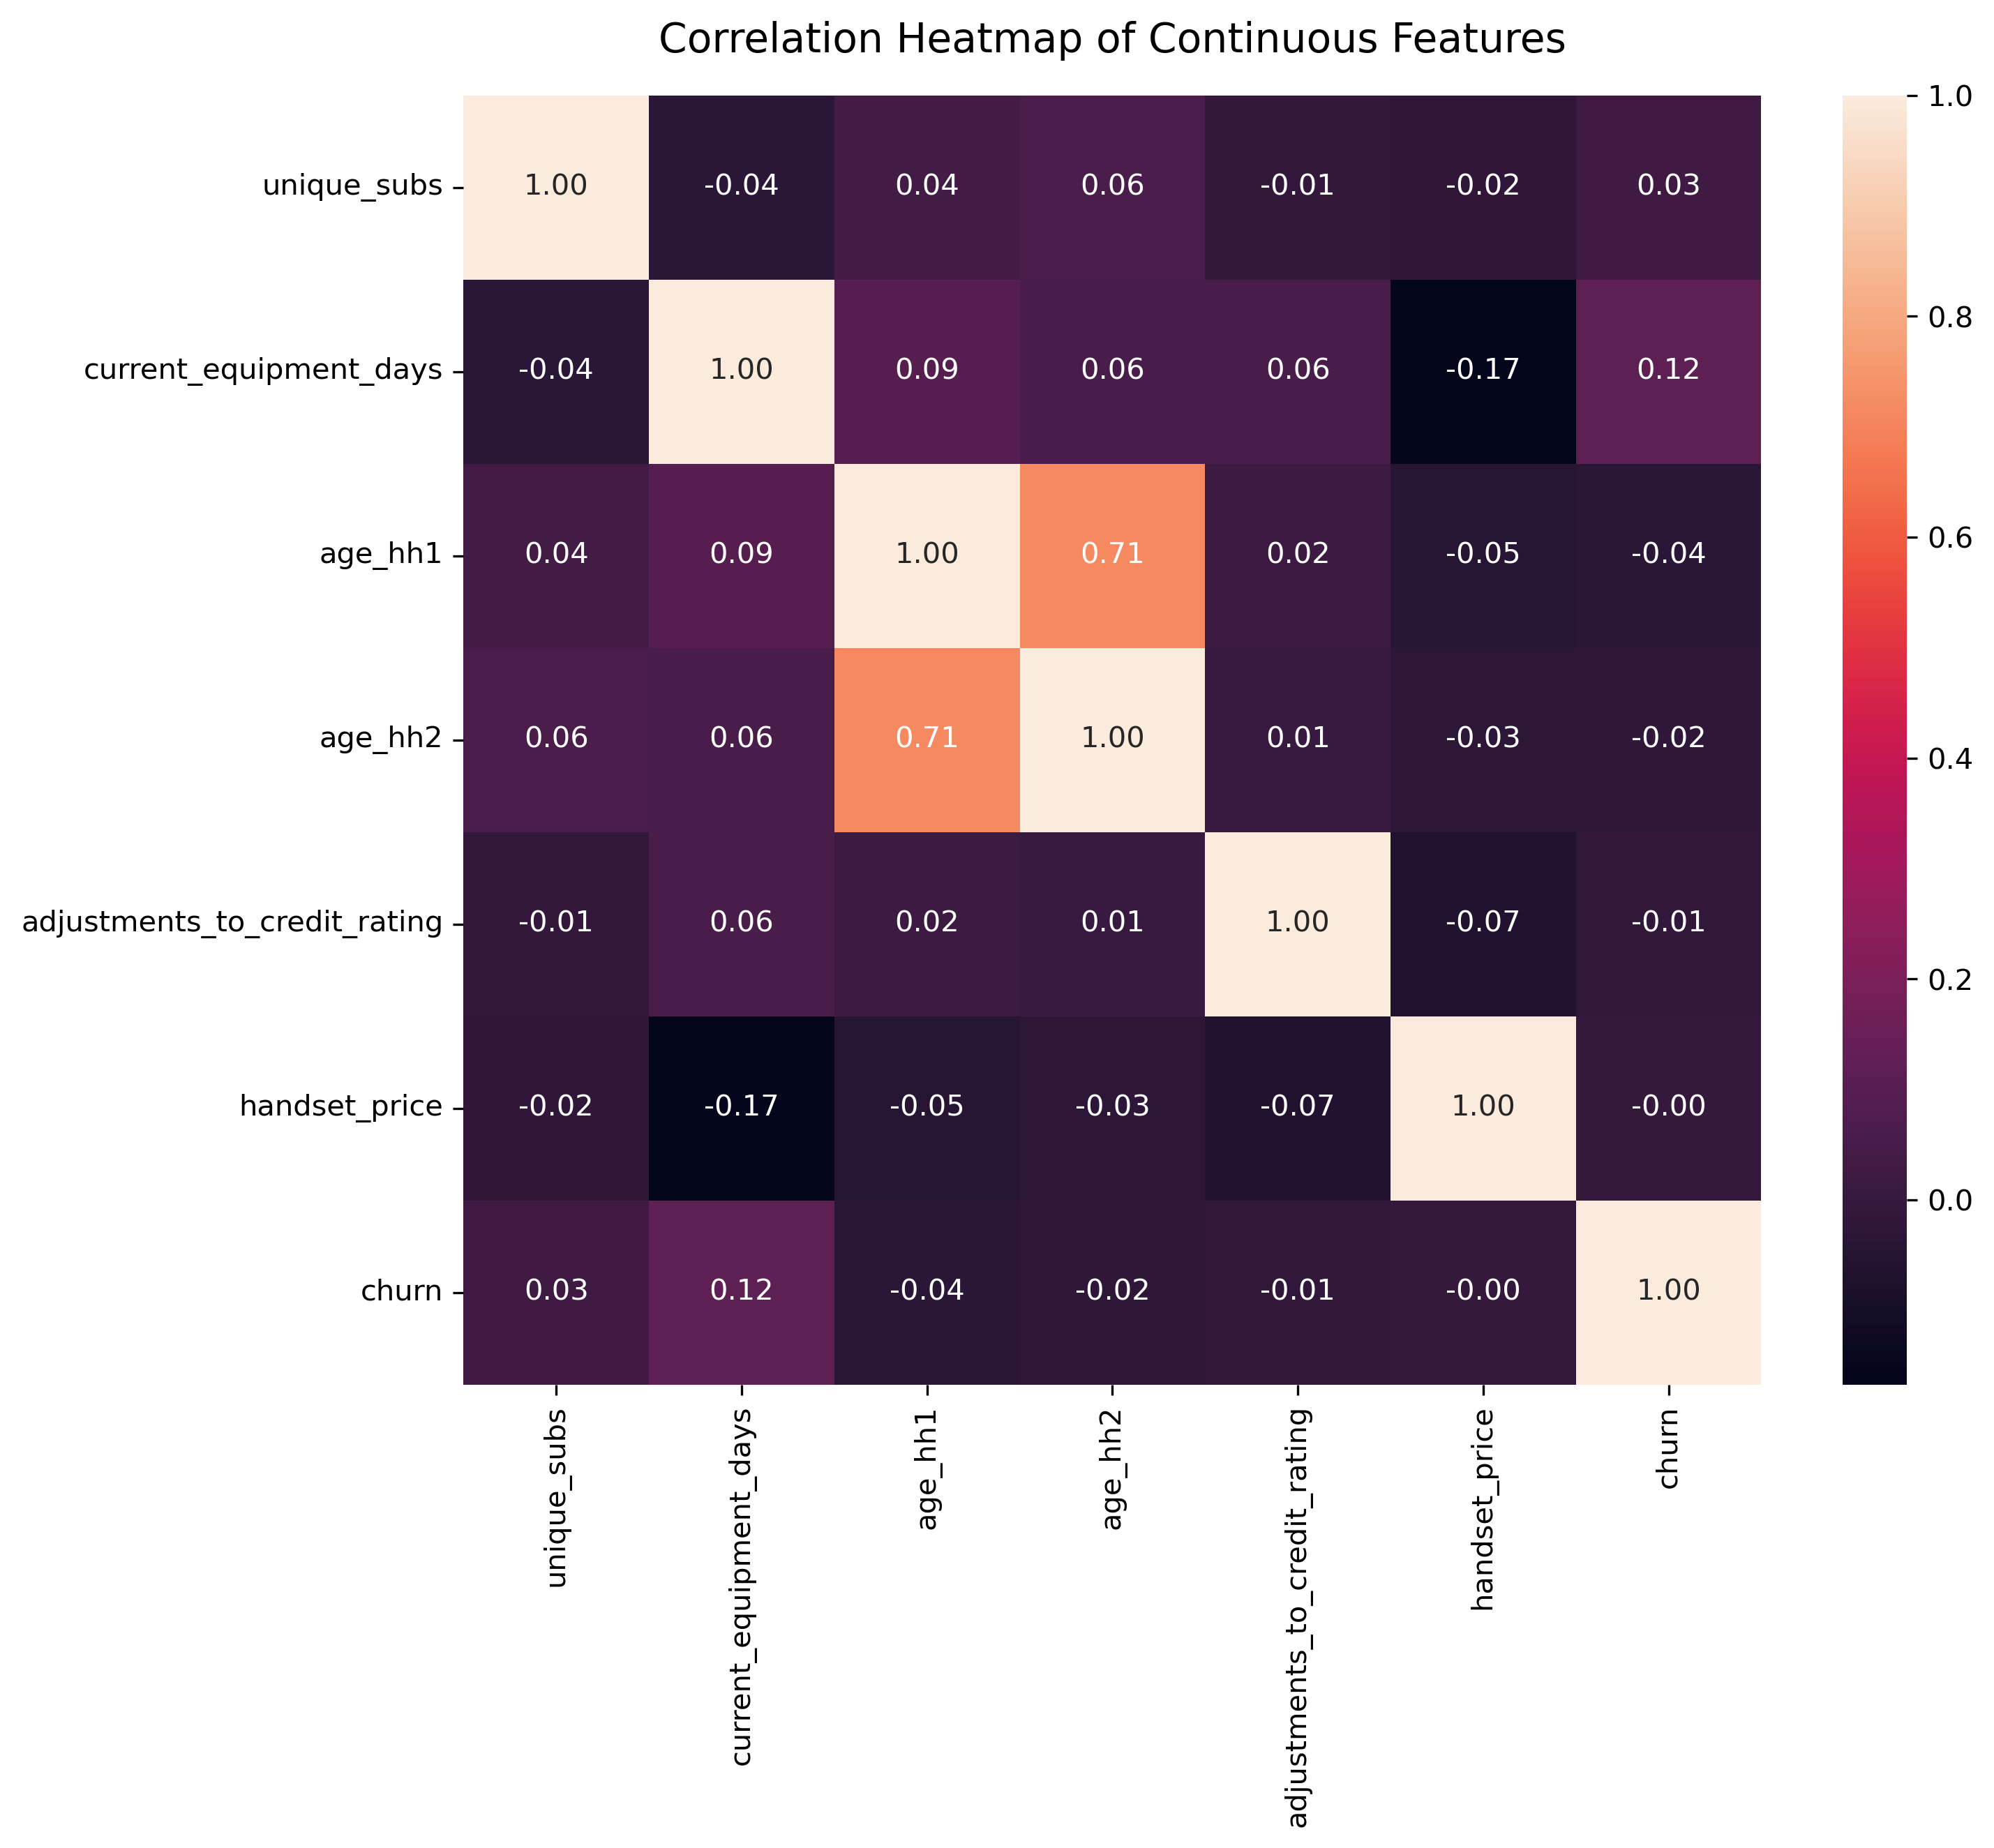 Correlation Heatmap of Continuous Features
unique_subs 1.00 -0.04 0.04 0.06 -0.01 -0.02 0.03
current_equipment_days -0.04 1.00 0.09 0.06 0.06 -0.17 0.12
age_hh1 0.04 0.09 1.00 0.71 0.02 -0.05 -0.04
age_hh2 0.06 0.06 0.71 1.00 0.01 -0.03 -0.02
adjustments_to_credit_rating -0.01 0.06 0.02 0.01 1.00 -0.07 -0.01
handset_price -0.02 -0.17 -0.05 -0.03 -0.07 1.00 -0.00
churn 0.03 0.12 -0.04 -0.02 -0.01 -0.00 1.00
unique_subs
current_equipment_days
age_hh1
age_hh2
adjustments_to_credit_rating
handset_price
churn
1.0
0.8
0.6
0.4
0.2
0.0